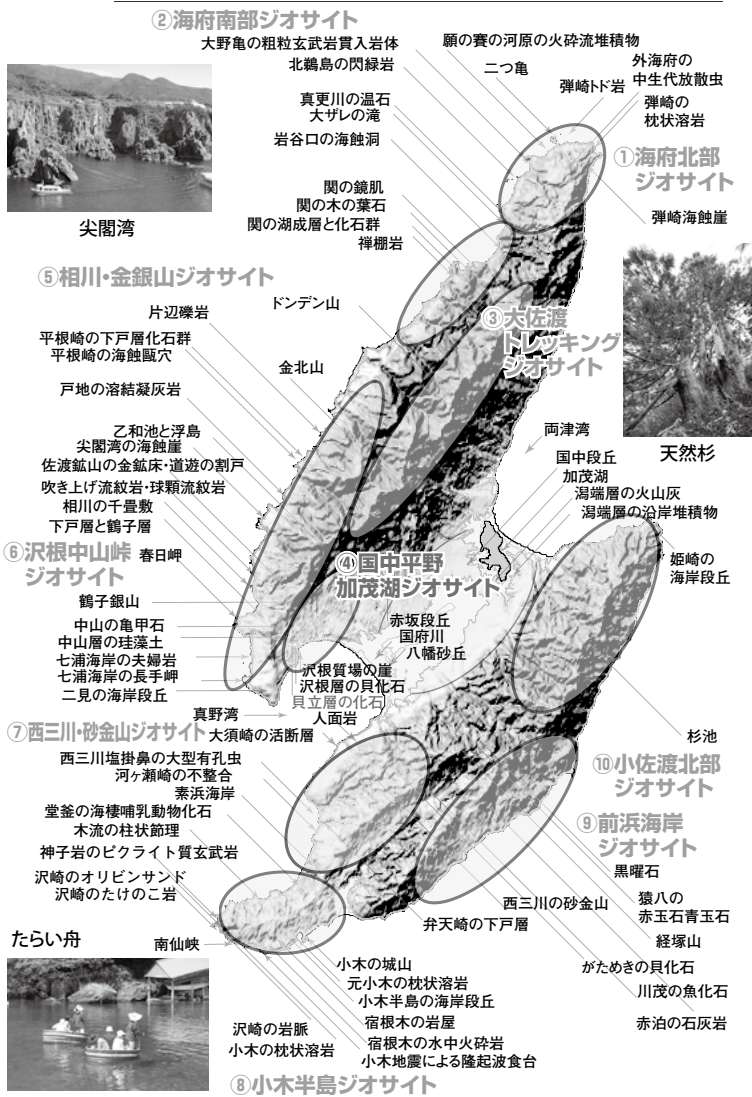 ②海府南部ジオサイト
大野亀の粗粒玄武岩貫入岩体
北鵜島の閃緑岩
真更川の温石
大ザレの滝
岩谷口の海蝕洞
関の鏡肌
関の木の葉石
関の湖成層と化石群
禅棚岩
願の賽の河原の火砕流堆積物
二つ亀
弾崎トド岩
外海府の
中生代放散虫
弾崎の
枕状溶岩
①海府北部
ジオサイト
弾崎海蝕崖
尖閣湾
⑤相川・金銀山ジオサイト
片辺礫岩
ドンデン山
平根崎の下戸層化石群
平根崎の海蝕甌穴
金北山
戸地の溶結凝灰岩
乙和池と浮島
尖閣湾の海蝕崖
佐渡鉱山の金鉱床・道遊の割戸
吹き上げ流紋岩・球顆流紋岩
相川の千畳敷
下戸層と鶴子層
③大佐渡
トレッキング
ジオサイト
天然杉
両津湾
国中段丘
加茂湖
潟端層の火山灰
潟端層の沿岸堆積物
⑥沢根中山峠
ジオサイト
春日岬
鶴子銀山
中山の亀甲石
中山層の珪藻土
七浦海岸の夫婦岩
七浦海岸の長手岬
二見の海岸段丘
④国中平野
加茂湖ジオサイト
姫崎の
海岸段丘
赤坂段丘
国府川
八幡砂丘
沢根質場の崖
沢根層の貝化石
貝立層の化石
人面岩
真野湾
大須崎の活断層
⑦西三川・砂金山ジオサイト
西三川塩掛鼻の大型有孔虫
河ヶ瀬崎の不整合
素浜海岸
堂釜の海棲哺乳動物化石
木流の柱状節理
神子岩のピクライト質玄武岩
沢崎のオリビンサンド
沢崎のたけのこ岩
杉池
⑩小佐渡北部
ジオサイト
⑨前浜海岸
ジオサイト
黒曜石
猿八の
赤玉石青玉石
経塚山
西三川の砂金山
弁天崎の下戸層
がためきの貝化石
川茂の魚化石
赤泊の石灰岩
たらい舟
南仙峡
小木の城山
元小木の枕状溶岩
小木半島の海岸段丘
宿根木の岩屋
宿根木の水中火砕岩
小木地震による隆起波食台
沢崎の岩脈
小木の枕状溶岩
⑧小木半島ジオサイト